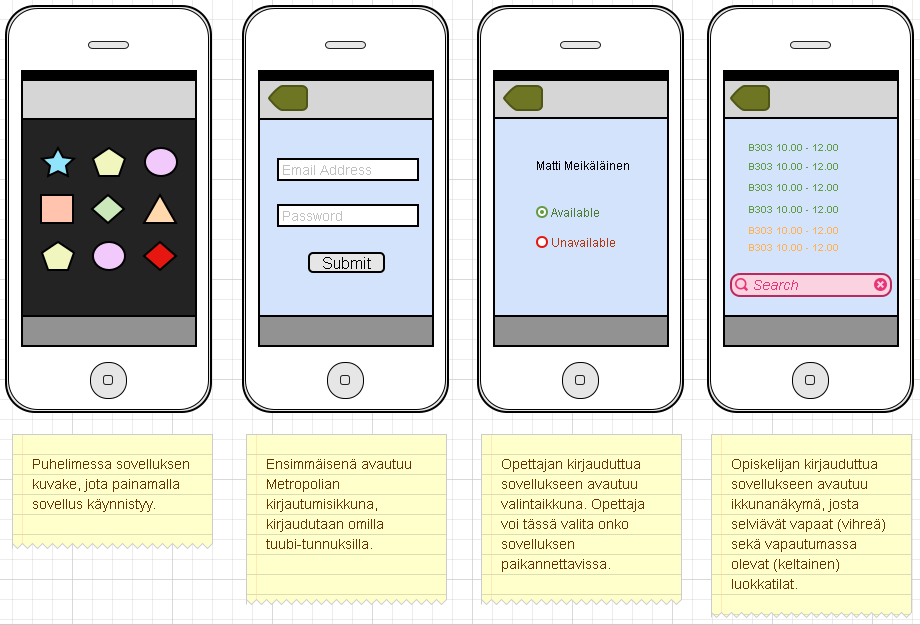 Email Address
Password
Submit
Matti Meikäläinen
Available
Unavailable
B303 10.00 - 12.00
B303 10.00 - 12.00
B303 10.00 - 12.00
B303 10.00 - 12.00
B303 10.00 - 12.00
B303 10.00 - 12.00
Search
Puhelimessa sovelluksen
kuvake, jota painamalla
sovellus käynnistyy.
Ensimmäisenä avautuu
Metropolian
kirjautumisikkuna,
kirjaudutaan omilla
tuubi-tunnuksilla.
Opettajan kirjauduttua
sovellukseen avautuu
valintaikkuna. Opettaja
voi tässä valita onko
sovelluksen
paikannettavissa.
Opiskelijan kirjauduttua
sovellukseen avautuu
ikkunanäkymä, josta
selviävät vapaat (vihreä)
sekä vapautumassa
olevat (keltainen)
luokkatilat.